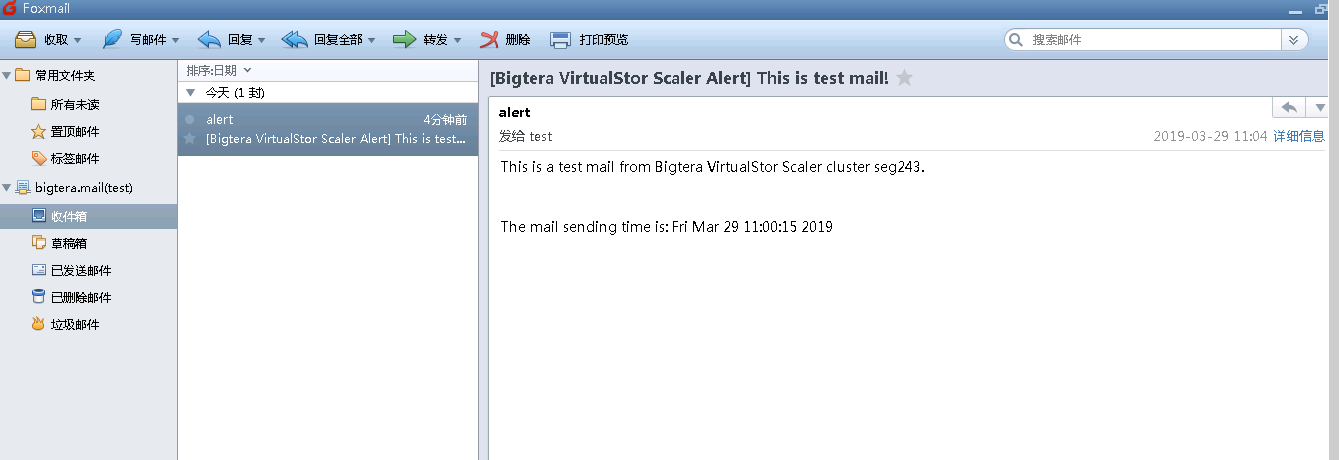 Foxmail
收取 写邮件 回复 回复全部 转发 删除 打印预览 搜索邮件
常用文件夹
所有未读
置顶邮件
标签邮件
bigtera.mail(test)
收件箱
草稿箱
已发送邮件
已删除邮件
垃圾邮件
排序:日期
今天 (1 封)
alert 4分钟前
[Bigtera VirtualStor Scaler Alert] This is test...
[Bigtera VirtualStor Scaler Alert] This is test mail!
alert
发给 test 2019-03-29 11:04 详细信息
This is a test mail from Bigtera VirtualStor Scaler cluster seg243.
The mail sending time is: Fri Mar 29 11:00:15 2019